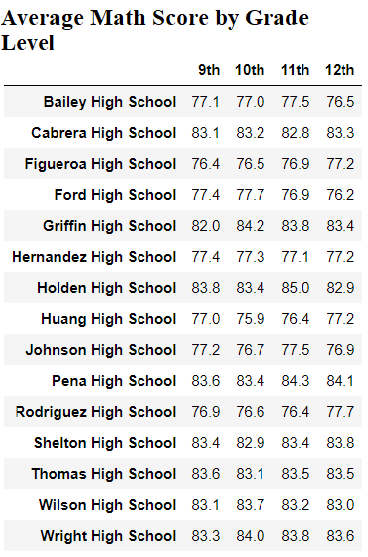 Average Math Score by Grade
Level
9th 10th 11th 12th
Bailey High School 77.1 77.0 77.5 76.5
Cabrera High School 83.1 83.2 82.8 83.3
Figueroa High School 76.4 76.5 76.9 77.2
Ford High School 77.4 77.7 76.9 76.2
Griffin High School 82.0 84.2 83.8 83.4
Hernandez High School 77.4 77.3 77.1 77.2
Holden High School 83.8 83.4 85.0 82.9
Huang High School 77.0 75.9 76.4 77.2
Johnson High School 77.2 76.7 77.5 76.9
Pena High School 83.6 83.4 84.3 84.1
Rodriguez High School 76.9 76.6 76.4 77.7
Shelton High School 83.4 82.9 83.4 83.8
Thomas High School 83.6 83.1 83.5 83.5
Wilson High School 83.1 83.7 83.2 83.0
Wright High School 83.3 84.0 83.8 83.6